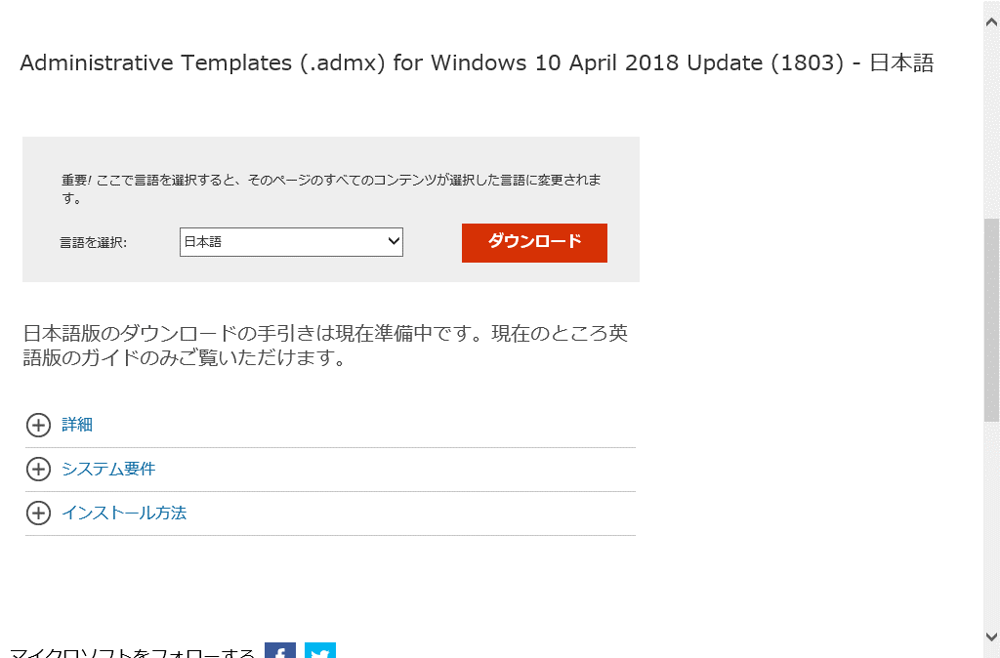 Administrative Templates (.admx) for Windows 10 April 2018 Update (1803) - 日本語
重要! ここで言語を選択すると、そのページのすべてのコンテンツが選択した言語に変更されま
す。
言語を選択: 日本語 ダウンロード
日本語版のダウンロードの手引きは現在準備中です。現在のところ英
語版のガイドのみご覧いただけます。
詳細
システム要件
インストール方法
マイクロソフトをフォローする